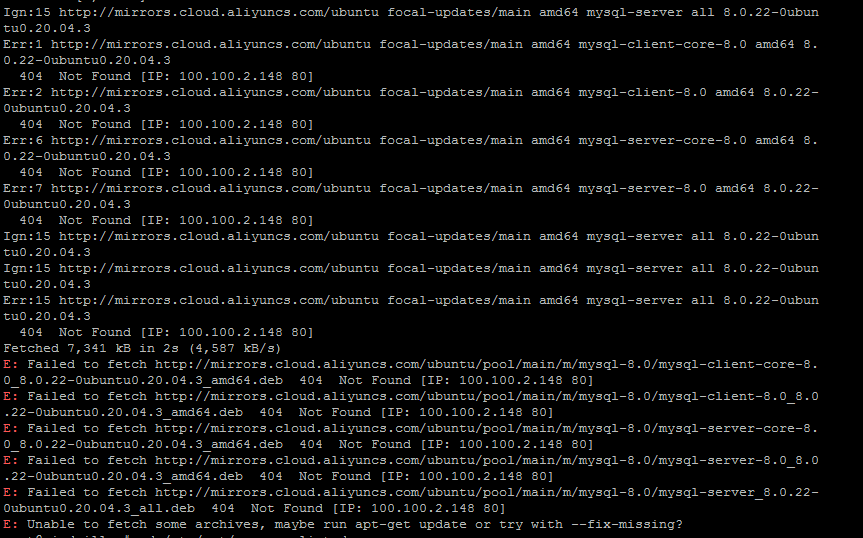 Ign:15 http://mirrors.cloud.aliyuncs.com/ubuntu focal-updates/main amd64 mysql-server all 8.0.22-0ubun
tu0.20.04.3
Err:1 http://mirrors.cloud.aliyuncs.com/ubuntu focal-updates/main amd64 mysql-client-core-8.0 amd64 8.
0.22-0ubuntu0.20.04.3
  404  Not Found [IP: 100.100.2.148 80]
Err:2 http://mirrors.cloud.aliyuncs.com/ubuntu focal-updates/main amd64 mysql-client-8.0 amd64 8.0.22-
0ubuntu0.20.04.3
  404  Not Found [IP: 100.100.2.148 80]
Err:6 http://mirrors.cloud.aliyuncs.com/ubuntu focal-updates/main amd64 mysql-server-core-8.0 amd64 8.
0.22-0ubuntu0.20.04.3
  404  Not Found [IP: 100.100.2.148 80]
Err:7 http://mirrors.cloud.aliyuncs.com/ubuntu focal-updates/main amd64 mysql-server-8.0 amd64 8.0.22-
0ubuntu0.20.04.3
  404  Not Found [IP: 100.100.2.148 80]
Ign:15 http://mirrors.cloud.aliyuncs.com/ubuntu focal-updates/main amd64 mysql-server all 8.0.22-0ubun
tu0.20.04.3
Ign:15 http://mirrors.cloud.aliyuncs.com/ubuntu focal-updates/main amd64 mysql-server all 8.0.22-0ubun
tu0.20.04.3
Err:15 http://mirrors.cloud.aliyuncs.com/ubuntu focal-updates/main amd64 mysql-server all 8.0.22-0ubun
tu0.20.04.3
  404  Not Found [IP: 100.100.2.148 80]
Fetched 7,341 kB in 2s (4,587 kB/s)
E: Failed to fetch http://mirrors.cloud.aliyuncs.com/ubuntu/pool/main/m/mysql-8.0/mysql-client-core-8.
0_8.0.22-0ubuntu0.20.04.3_amd64.deb  404  Not Found [IP: 100.100.2.148 80]
E: Failed to fetch http://mirrors.cloud.aliyuncs.com/ubuntu/pool/main/m/mysql-8.0/mysql-client-8.0_8.0
.22-0ubuntu0.20.04.3_amd64.deb  404  Not Found [IP: 100.100.2.148 80]
E: Failed to fetch http://mirrors.cloud.aliyuncs.com/ubuntu/pool/main/m/mysql-8.0/mysql-server-core-8.
0_8.0.22-0ubuntu0.20.04.3_amd64.deb  404  Not Found [IP: 100.100.2.148 80]
E: Failed to fetch http://mirrors.cloud.aliyuncs.com/ubuntu/pool/main/m/mysql-8.0/mysql-server-8.0_8.0
.22-0ubuntu0.20.04.3_amd64.deb  404  Not Found [IP: 100.100.2.148 80]
E: Failed to fetch http://mirrors.cloud.aliyuncs.com/ubuntu/pool/main/m/mysql-8.0/mysql-server_8.0.22-
0ubuntu0.20.04.3_all.deb  404  Not Found [IP: 100.100.2.148 80]
E: Unable to fetch some archives, maybe run apt-get update or try with --fix-missing?